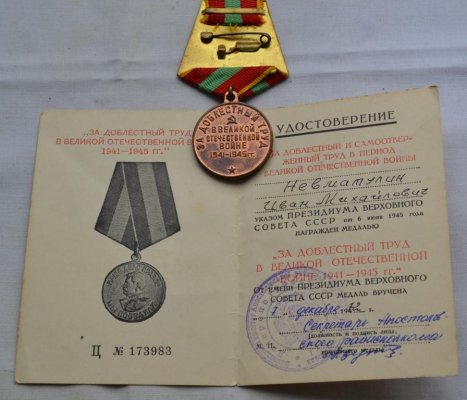 „ЗА ДОБЛЕСТНЫЙ ТРУД
В ВЕЛИКОЙ ОТЕЧЕСТВЕННОЙ В
1941—1945 гг."
Ц № 173983
ЗА ДОБЛЕСТНЫЙ ТРУД
В ВЕЛИКОЙ
ОТЕЧЕСТВЕННОЙ
ВОЙНЕ
1941-1945 гг.
УДОСТОВЕРЕНИЕ
ЗА ДОБЛЕСТНЫЙ И САМООТВЕР-
ЖЕННЫЙ ТРУД В ПЕРИОД
ВЕЛИКОЙ ОТЕЧЕСТВЕННОЙ ВОЙНЫ
Иван Михайлович
УКАЗОМ ПРЕЗИДИУМА ВЕРХОВНОГО
СОВЕТА СССР от 6 июня 1945 года
НАГРАЖДЕН МЕДАЛЬЮ
„ЗА ДОБЛЕСТНЫЙ ТРУД
В ВЕЛИКОЙ ОТЕЧЕСТВЕННОЙ
ВОЙНЕ 1941—1945 гг."
ОТ ИМЕНИ ПРЕЗИДИУМА ВЕРХОВНОГО
СОВЕТА СССР МЕДАЛЬ ВРУЧЕНА
декабря
Секретарь
(должность и подпись лица,
М. П.